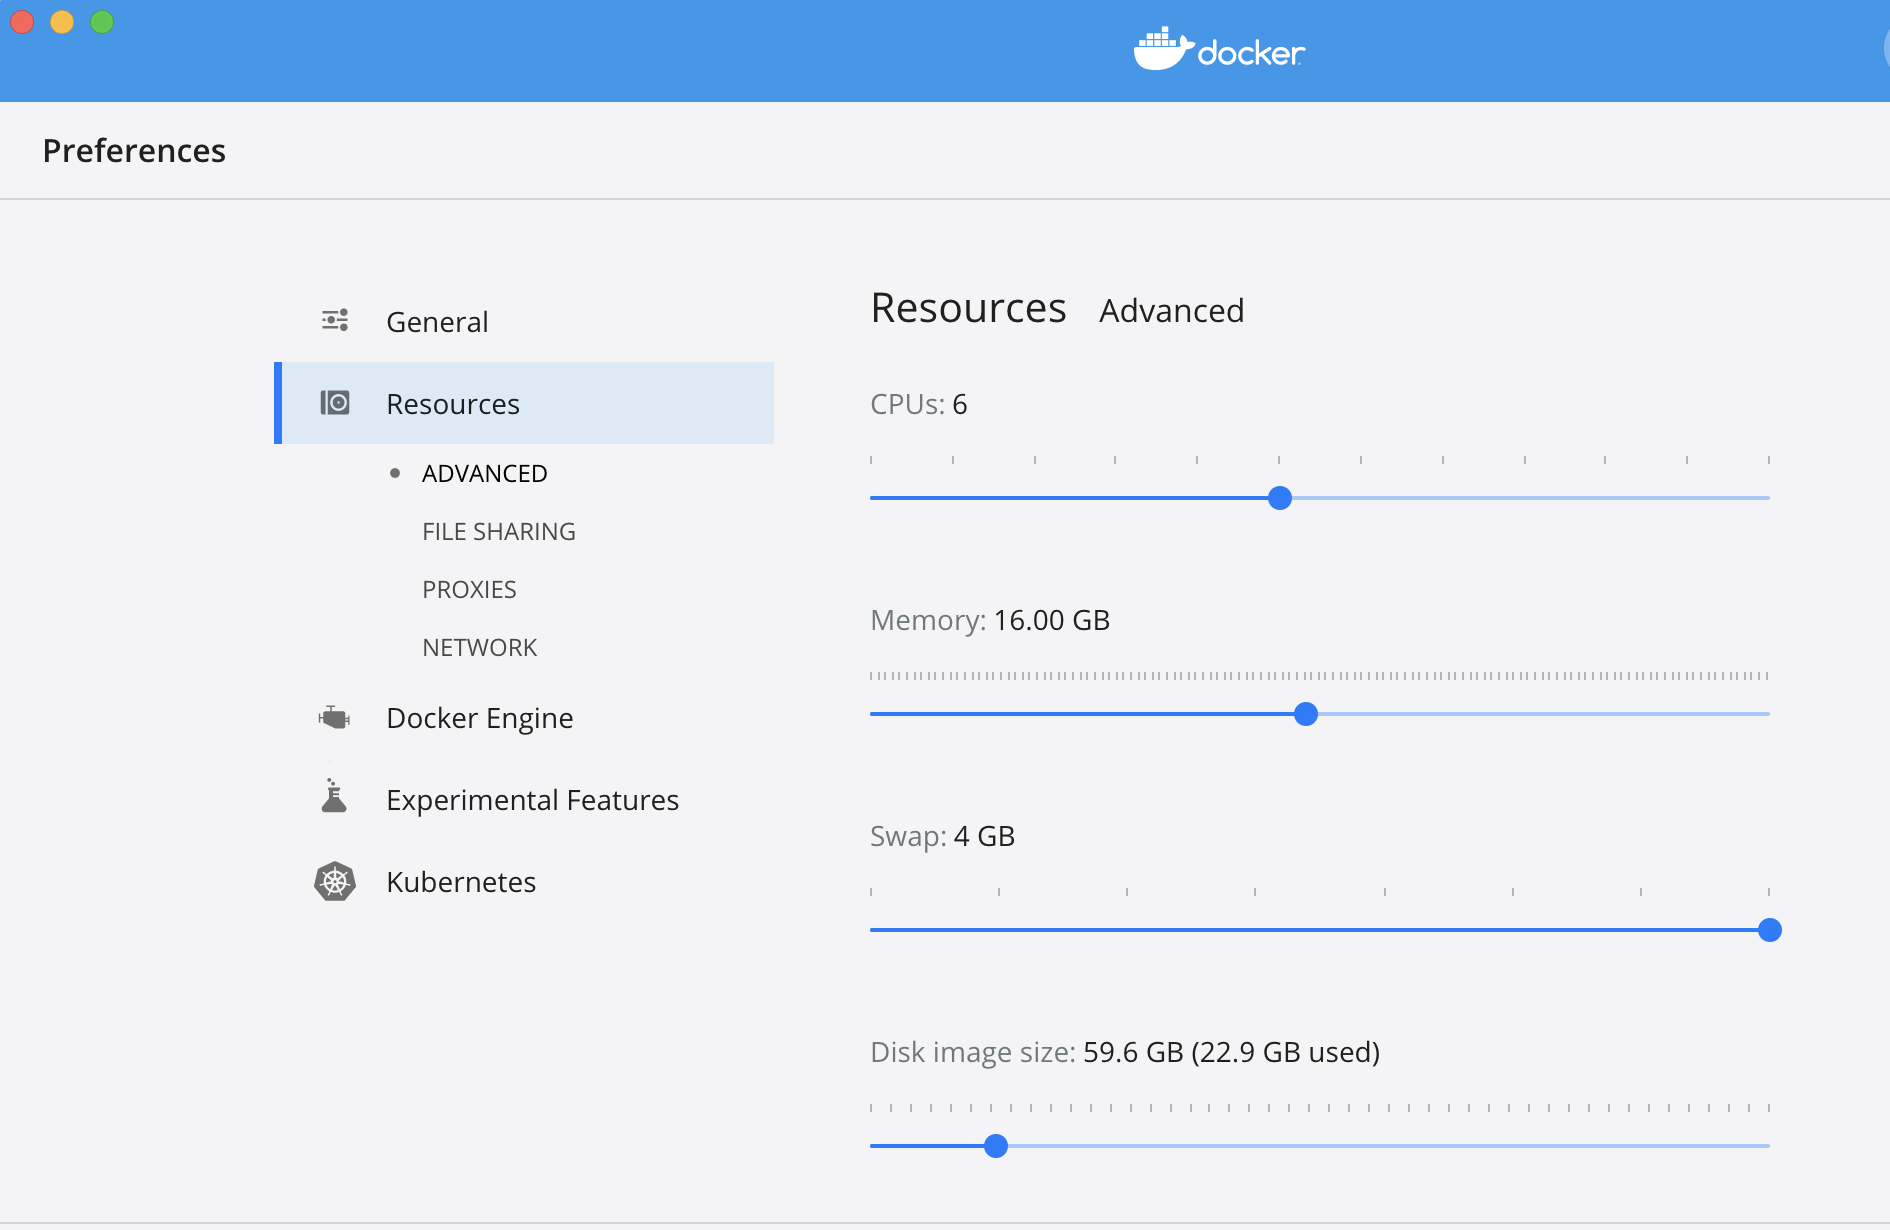 docker
Preferences
General
Resources
ADVANCED
FILE SHARING
PROXIES
NETWORK
Docker Engine
Experimental Features
Kubernetes
Resources Advanced
CPUs: 6
Memory: 16.00 GB
Swap: 4 GB
Disk image size: 59.6 GB (22.9 GB used)